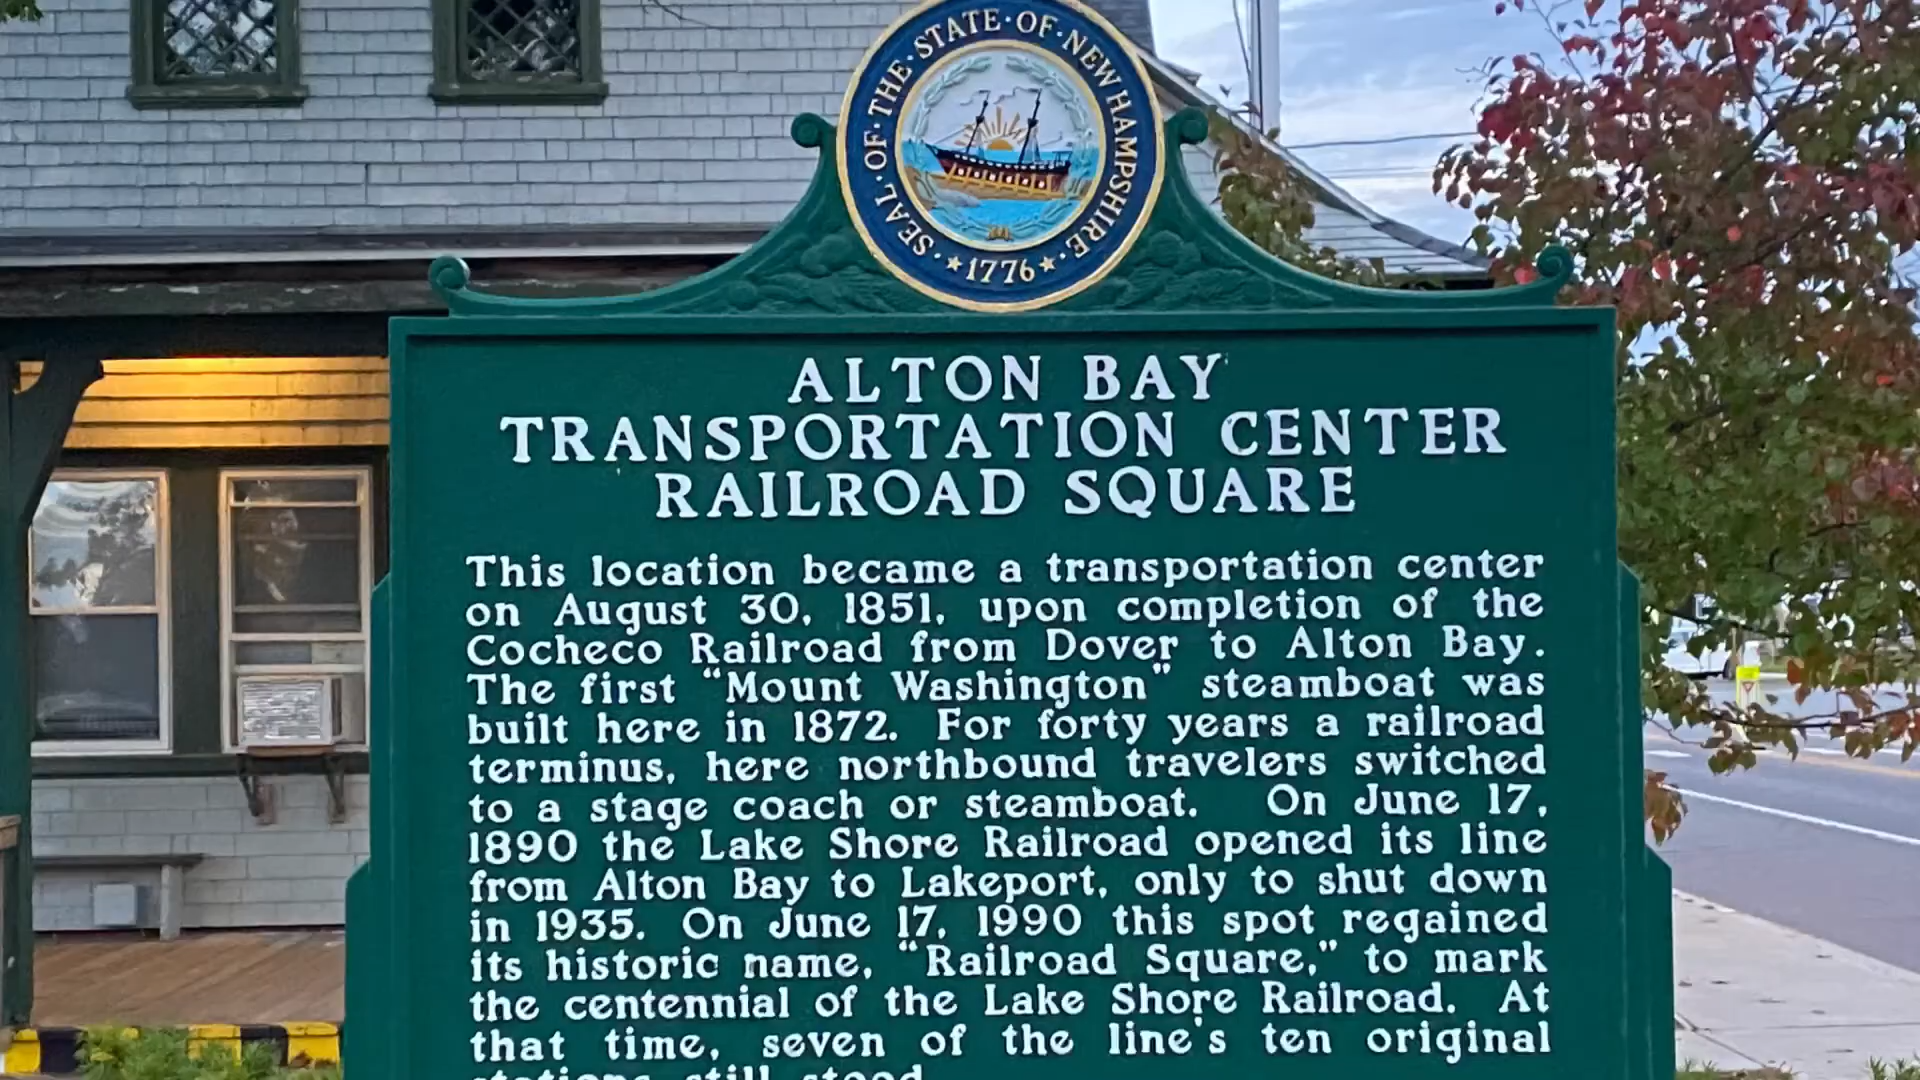 SEAL·OF·THE·STATE·OF·NEW HAMPSHIRE·
★1776★
ALTON BAY
TRANSPORTATION CENTER
RAILROAD SQUARE
This location became a transportation center
on August 30, 1851, upon completion of the
Cocheco Railroad from Dover to Alton Bay.
The first “Mount Washington” steamboat was
built here in 1872. For forty years a railroad
terminus, here northbound travelers switched
to a stage coach or steamboat. On June 17,
1890 the Lake Shore Railroad opened its line
from Alton Bay to Lakeport, only to shut down
in 1935. On June 17, 1990 this spot regained
its historic name, “Railroad Square,” to mark
the centennial of the Lake Shore Railroad. At
that time, seven of the line's ten original
stations still stood.